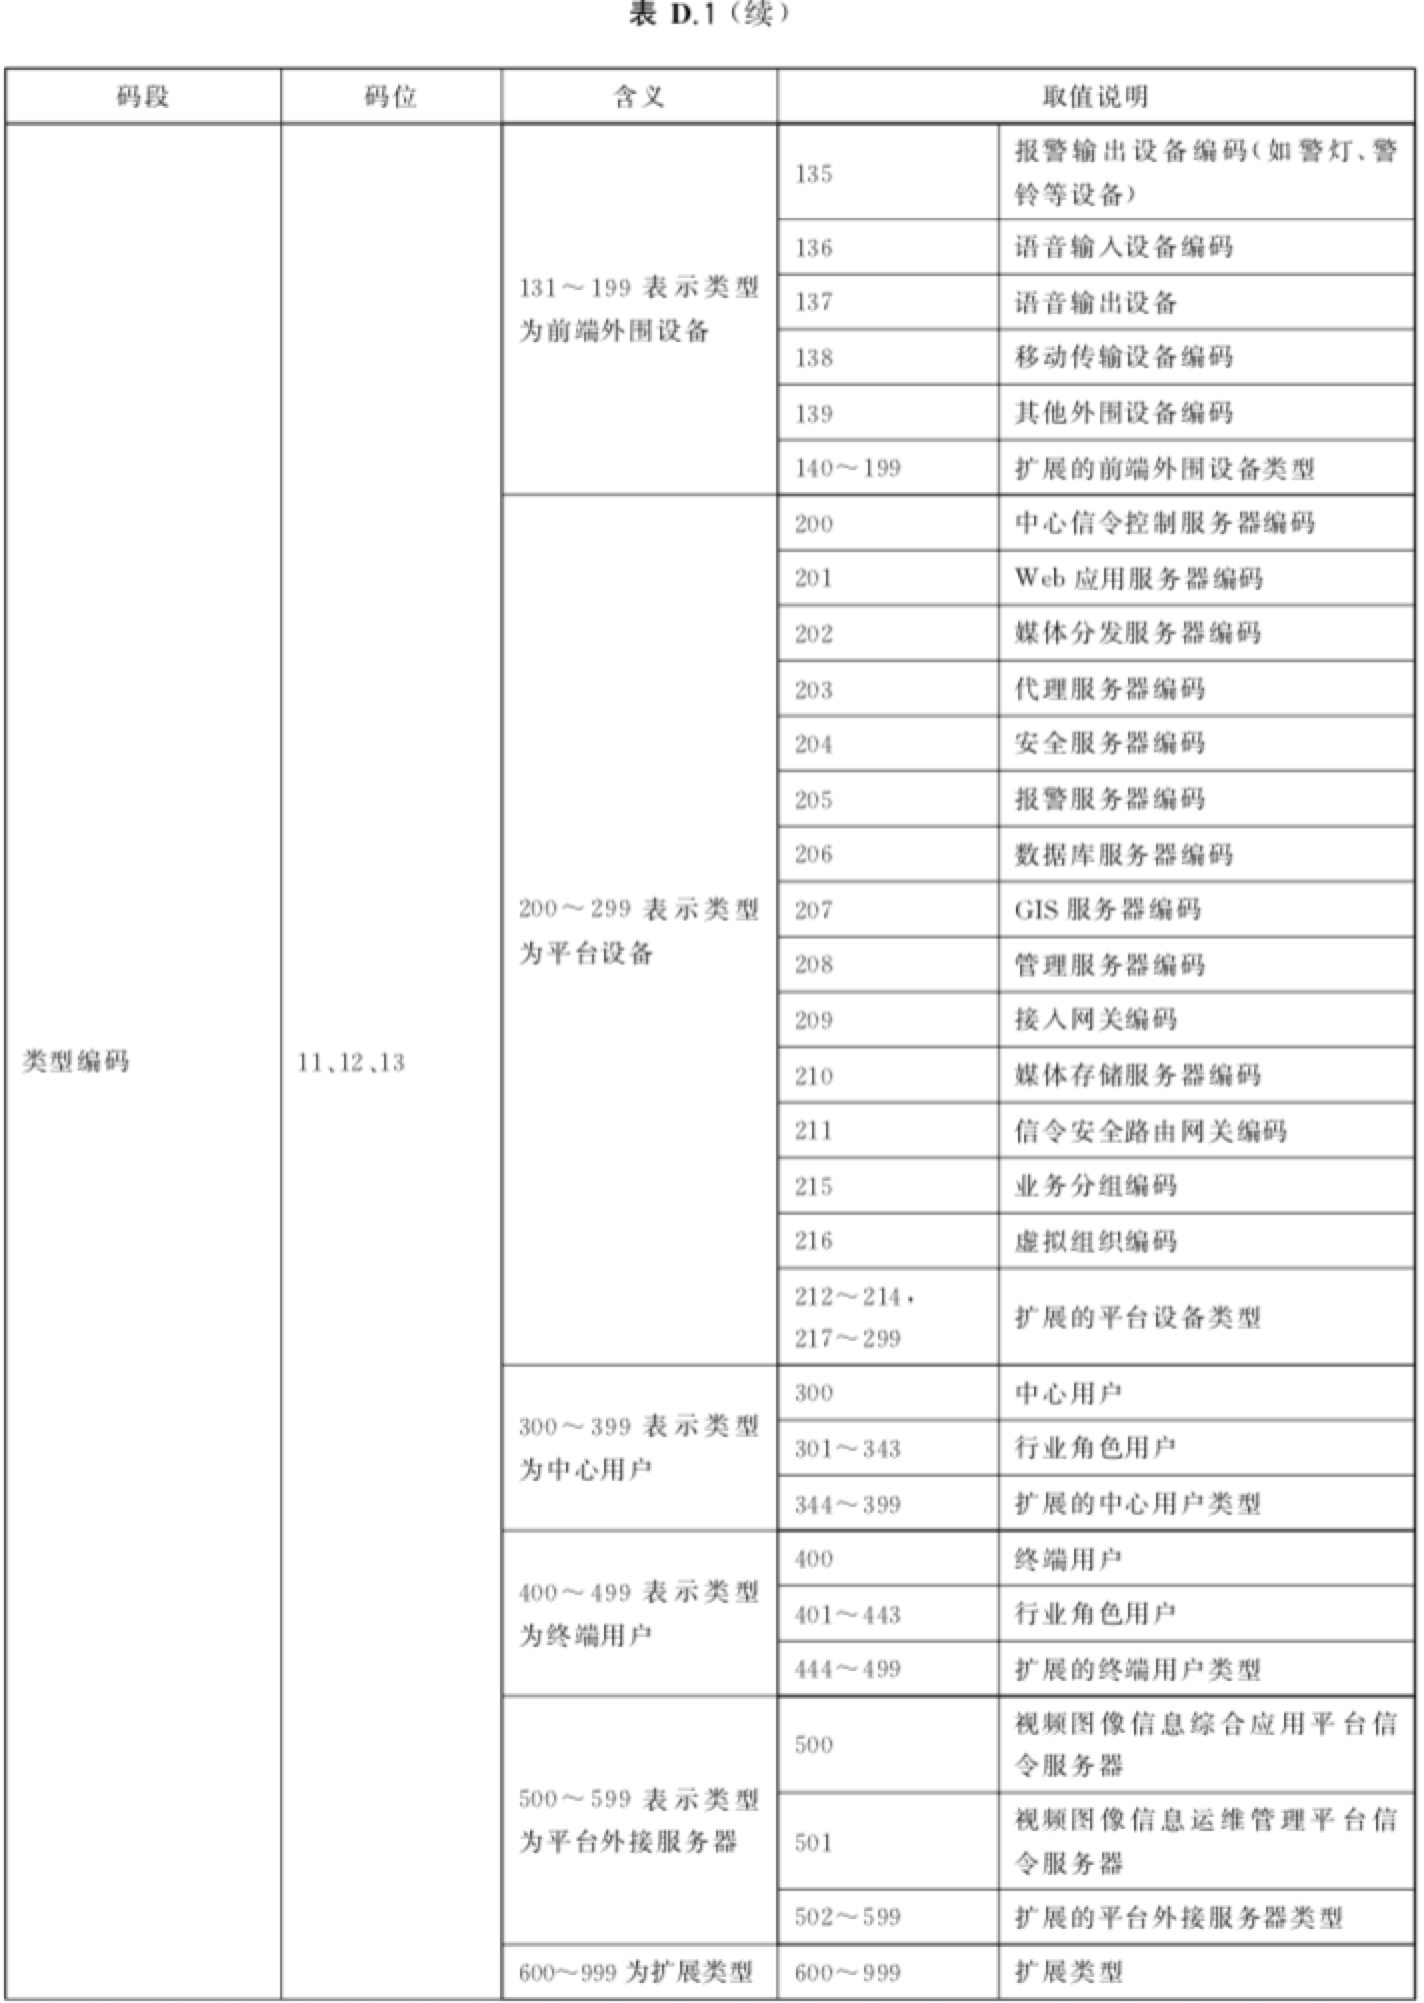 表 D.1（续）
码段 码位 含义 取值说明
类型编码
11、12、13
131～199 表示类型
为前端外围设备
135
报警输出设备编码（如警灯、警
铃等设备）
136 语音输入设备编码
137 语音输出设备
138 移动传输设备编码
139 其他外围设备编码
140～199 扩展的前端外围设备类型
200～299 表示类型
为平台设备
200 中心信令控制服务器编码
201 Web 应用服务器编码
202 媒体分发服务器编码
203 代理服务器编码
204 安全服务器编码
205 报警服务器编码
206 数据库服务器编码
207 GIS 服务器编码
208 管理服务器编码
209 接入网关编码
210 媒体存储服务器编码
211 信令安全路由网关编码
215 业务分组编码
216 虚拟组织编码
212～214，
217～299
扩展的平台设备类型
300～399 表示类型
为中心用户
300 中心用户
301～343 行业角色用户
344～399 扩展的中心用户类型
400～499 表示类型
为终端用户
400 终端用户
401～443 行业角色用户
444～499 扩展的终端用户类型
500～599 表示类型
为平台外接服务器
500
视频图像信息综合应用平台信
令服务器
501
视频图像信息运维管理平台信
令服务器
502～599 扩展的平台外接服务器类型
600～999 为扩展类型 600～999 扩展类型